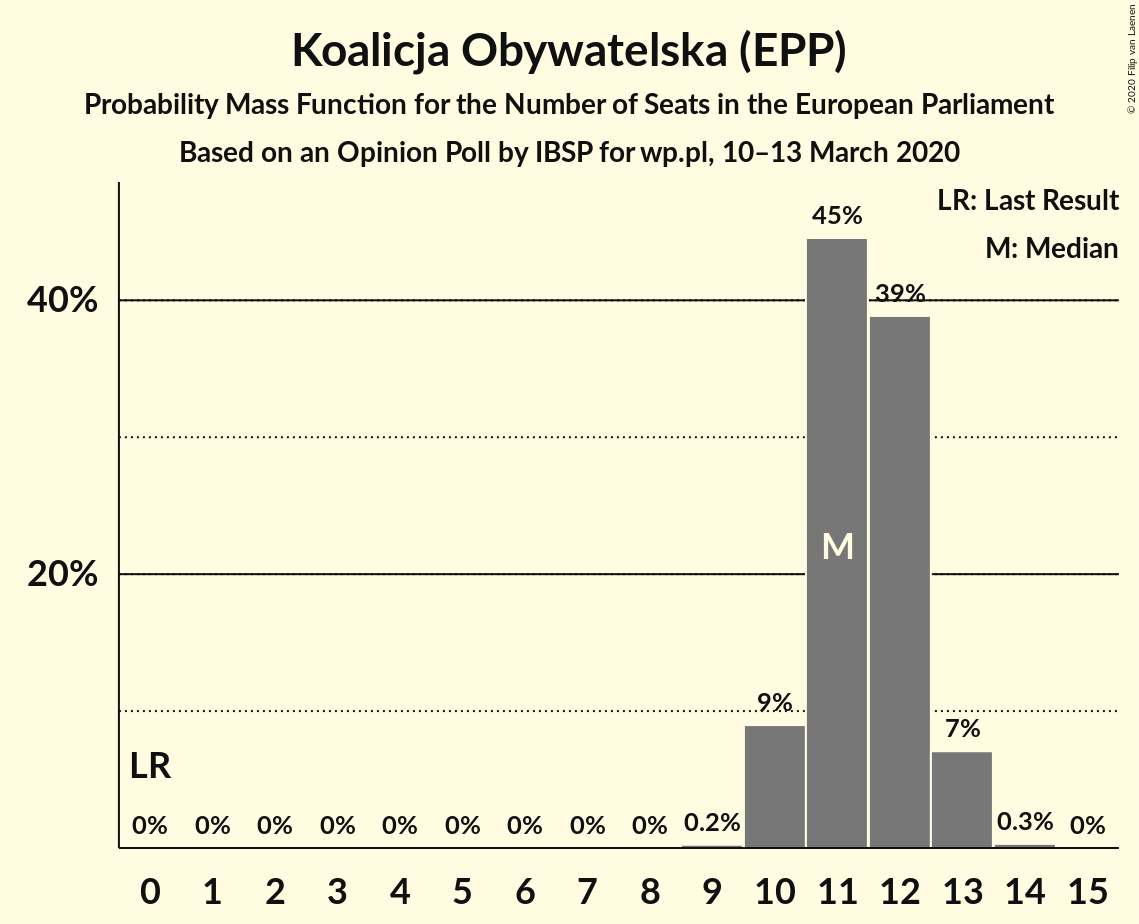 Koalicja Obywatelska (EPP)
Probability Mass Function for the Number of Seats in the European Parliament
Based on an Opinion Poll by IBSP for wp.pl, 10–13 March 2020
© 2020 Filip van Laenen
LR: Last Result
M: Median
45%
39%
40%
M
20%
9%
7%
LR
0% 0% 0% 0% 0% 0% 0% 0% 0% 0.2% 0.3% 0%
0 1 2 3 4 5 6 7 8 9 10 11 12 13 14 15